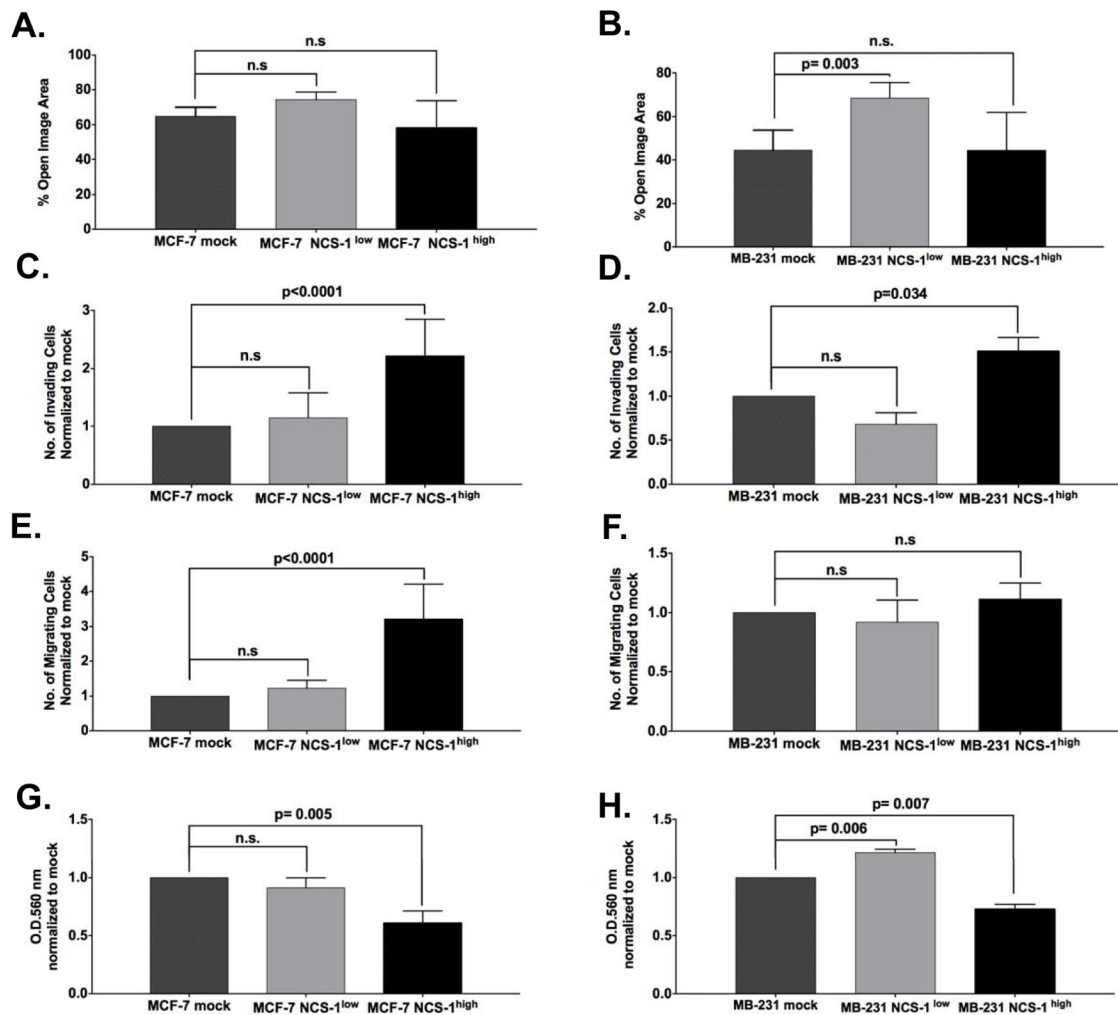 A.
n.s
n.s
% Open Image Area
100
80
60
40
20
0
MCF-7 mock
MCF-7 NCS-1low
MCF-7 NCS-1high
B.
n.s.
p= 0.003
% Open Image Area
80
60
40
20
0
MB-231 mock
MB-231 NCS-1low
MB-231 NCS-1high
C.
p<0.0001
n.s
No. of Invading Cells
Normalized to mock
3
2
1
0
MCF-7 mock
MCF-7 NCS-1low
MCF-7 NCS-1high
D.
p=0.034
n.s
No. of Invading Cells
Normalized to mock
2.0
1.5
1.0
0.5
0.0
MB-231 mock
MB-231 NCS-1low
MB-231 NCS-1high
E.
p<0.0001
n.s
No. of Migrating Cells
Normalized to mock
5
4
3
2
1
0
MCF-7 mock
MCF-7 NCS-1low
MCF-7 NCS-1high
F.
n.s
n.s
No. of Migrating Cells
Normalized to mock
1.5
1.0
0.5
0.0
MB-231 mock
MB-231 NCS-1low
MB-231 NCS-1high
G.
p= 0.005
n.s.
O.D.560 nm
normalized to mock
1.5
1.0
0.5
0.0
MCF-7 mock
MCF-7 NCS-1low
MCF-7 NCS-1high
H.
p= 0.007
p= 0.006
O.D.560 nm
normalized to mock
1.5
1.0
0.5
0.0
MB-231 mock
MB-231 NCS-1low
MB-231 NCS-1high